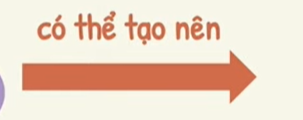 có thể tạo nên